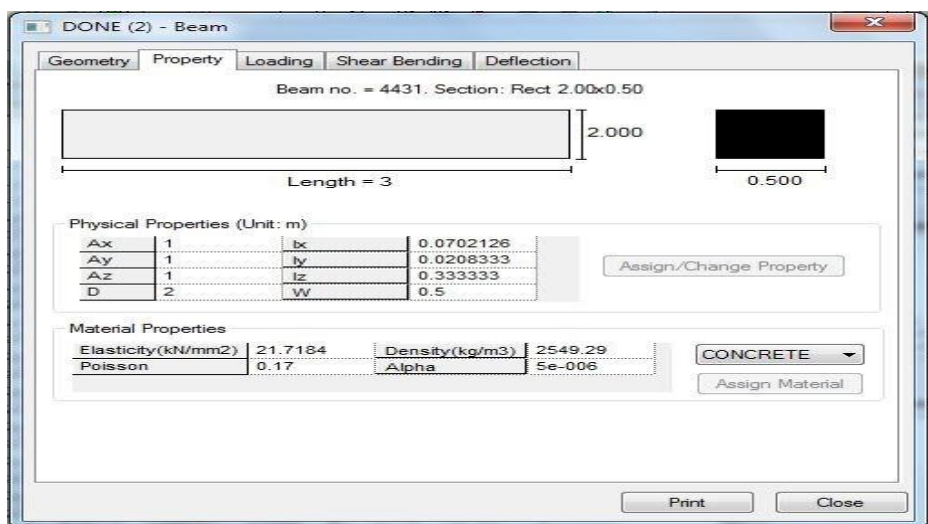 DONE (2) - Beam
Geometry Property Loading Shear Bending Deflection
Beam no. = 4431. Section: Rect 2.00x0.50
2.000
Length = 3
0.500
Physical Properties (Unit: m)
Ax 1 Ix 0.0702126
Ay 1 Iy 0.0208333
Az 1 Iz 0.333333
D 2 W 0.5
Assign/Change Property
Material Properties
Elasticity(kN/mm2) 21.7184 Density(kg/m3) 2549.29
Poisson 0.17 Alpha 5e-006
CONCRETE
Assign Material
Print Close